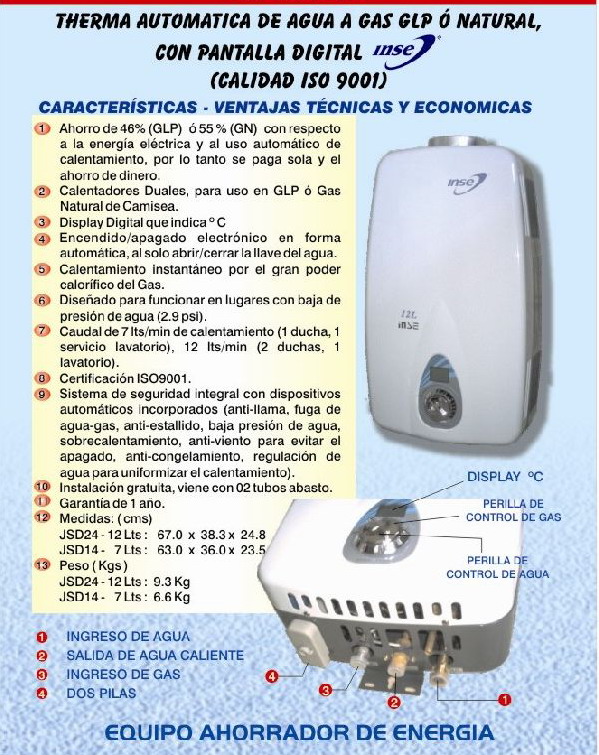 THERMA AUTOMATICA DE AGUA A GAS GLP Ó NATURAL,
CON PANTALLA DIGITAL inse
(CALIDAD ISO 9001)
CARACTERÍSTICAS - VENTAJAS TÉCNICAS Y ECONOMICAS
1 Ahorro de 46% (GLP) ó 55 % (GN) con respecto
a la energía eléctrica y al uso automático de
calentamiento, por lo tanto se paga sola y el
ahorro de dinero.
2 Calentadores Duales, para uso en GLP ó Gas
Natural de Camisea.
3 Display Digital que indica º C
4 Encendido/apagado electrónico en forma
automática, al solo abrir/cerrar la llave del agua.
5 Calentamiento instantáneo por el gran poder
calorífico del Gas.
6 Diseñado para funcionar en lugares con baja de
presión de agua (2.9 psi).
7 Caudal de 7 lts/min de calentamiento (1 ducha, 1
servicio lavatorio), 12 lts/min (2 duchas, 1
lavatorio).
8 Certificación ISO9001.
9 Sistema de seguridad integral con dispositivos
automáticos incorporados (anti-llama, fuga de
agua-gas, anti-estallido, baja presión de agua,
sobrecalentamiento, anti-viento para evitar el
apagado, anti-congelamiento, regulación de
agua para uniformizar el calentamiento).
10 Instalación gratuita, viene con 02 tubos abasto.
11 Garantía de 1 año.
12 Medidas: (cms)
JSD24 - 12 Lts : 67.0 x 38.3 x 24.8
JSD14 - 7 Lts : 63.0 x 36.0 x 23.5
13 Peso ( Kgs )
JSD24 - 12 Lts : 9.3 Kg
JSD14 - 7 Lts : 6.6 Kg
inse
12L
INSE
DISPLAY ºC
PERILLA DE
CONTROL DE GAS
PERILLA DE
CONTROL DE AGUA
1 INGRESO DE AGUA
2 SALIDA DE AGUA CALIENTE
3 INGRESO DE GAS
4 DOS PILAS
4
3
2
1
EQUIPO AHORRADOR DE ENERGIA